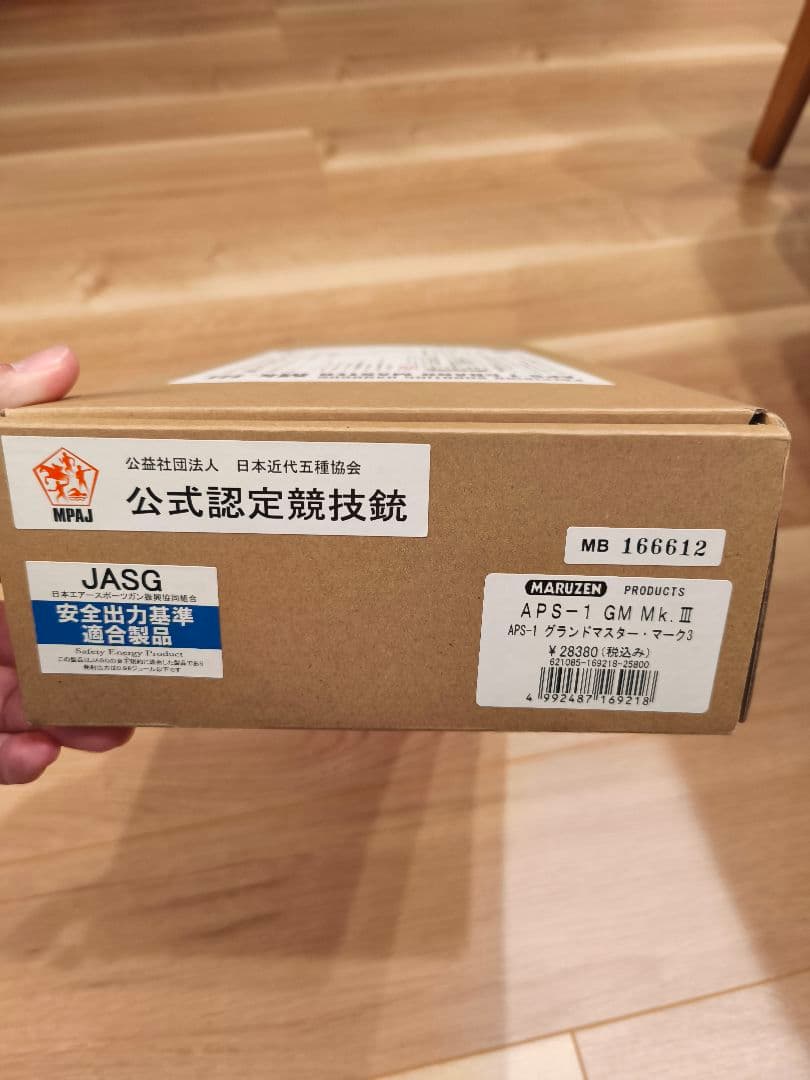 公益社団法人 日本近代五種協会
公式認定競技銃
MPAJ
MB 166612
JASG
日本エアースポーツガン振興協同組合
安全出力基準
適合製品
Safety Energy Product
MARUZEN PRODUCTS
APS-1 GM Mk.Ⅲ
APS-1 グランドマスター・マーク3
¥28380(税込み)
621085-169218-25800
4 992487 169218